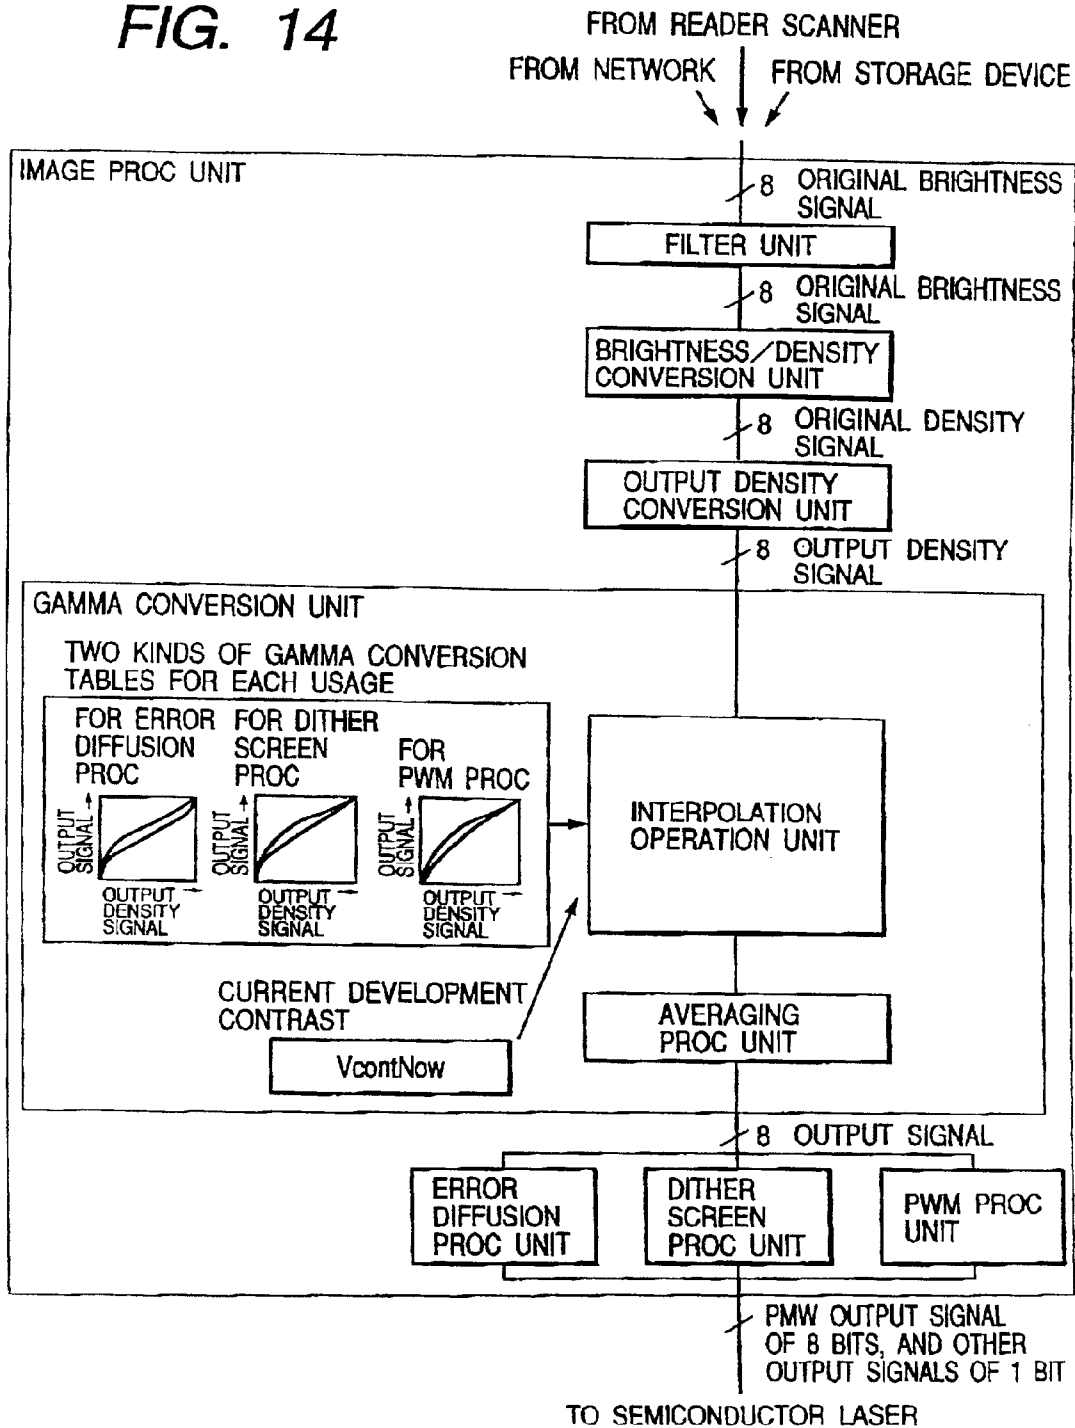 FIG. 14
FROM READER SCANNER
FROM NETWORK
FROM STORAGE DEVICE
IMAGE PROC UNIT
8 ORIGINAL BRIGHTNESS
SIGNAL
FILTER UNIT
8 ORIGINAL BRIGHTNESS
SIGNAL
BRIGHTNESS/DENSITY
CONVERSION UNIT
8 ORIGINAL DENSITY
SIGNAL
OUTPUT DENSITY
CONVERSION UNIT
8 OUTPUT DENSITY
SIGNAL
GAMMA CONVERSION UNIT
TWO KINDS OF GAMMA CONVERSION
TABLES FOR EACH USAGE
FOR ERROR
DIFFUSION
PROC
OUTPUT
SIGNAL
OUTPUT
DENSITY
SIGNAL
FOR DITHER
SCREEN
PROC
OUTPUT
SIGNAL
OUTPUT
DENSITY
SIGNAL
FOR
PWM PROC
OUTPUT
SIGNAL
OUTPUT
DENSITY
SIGNAL
INTERPOLATION
OPERATION UNIT
CURRENT DEVELOPMENT
CONTRAST
VcontNow
AVERAGING
PROC UNIT
8 OUTPUT SIGNAL
ERROR
DIFFUSION
PROC UNIT
DITHER
SCREEN
PROC UNIT
PWM PROC
UNIT
PMW OUTPUT SIGNAL
OF 8 BITS, AND OTHER
OUTPUT SIGNALS OF 1 BIT
TO SEMICONDUCTOR LASER